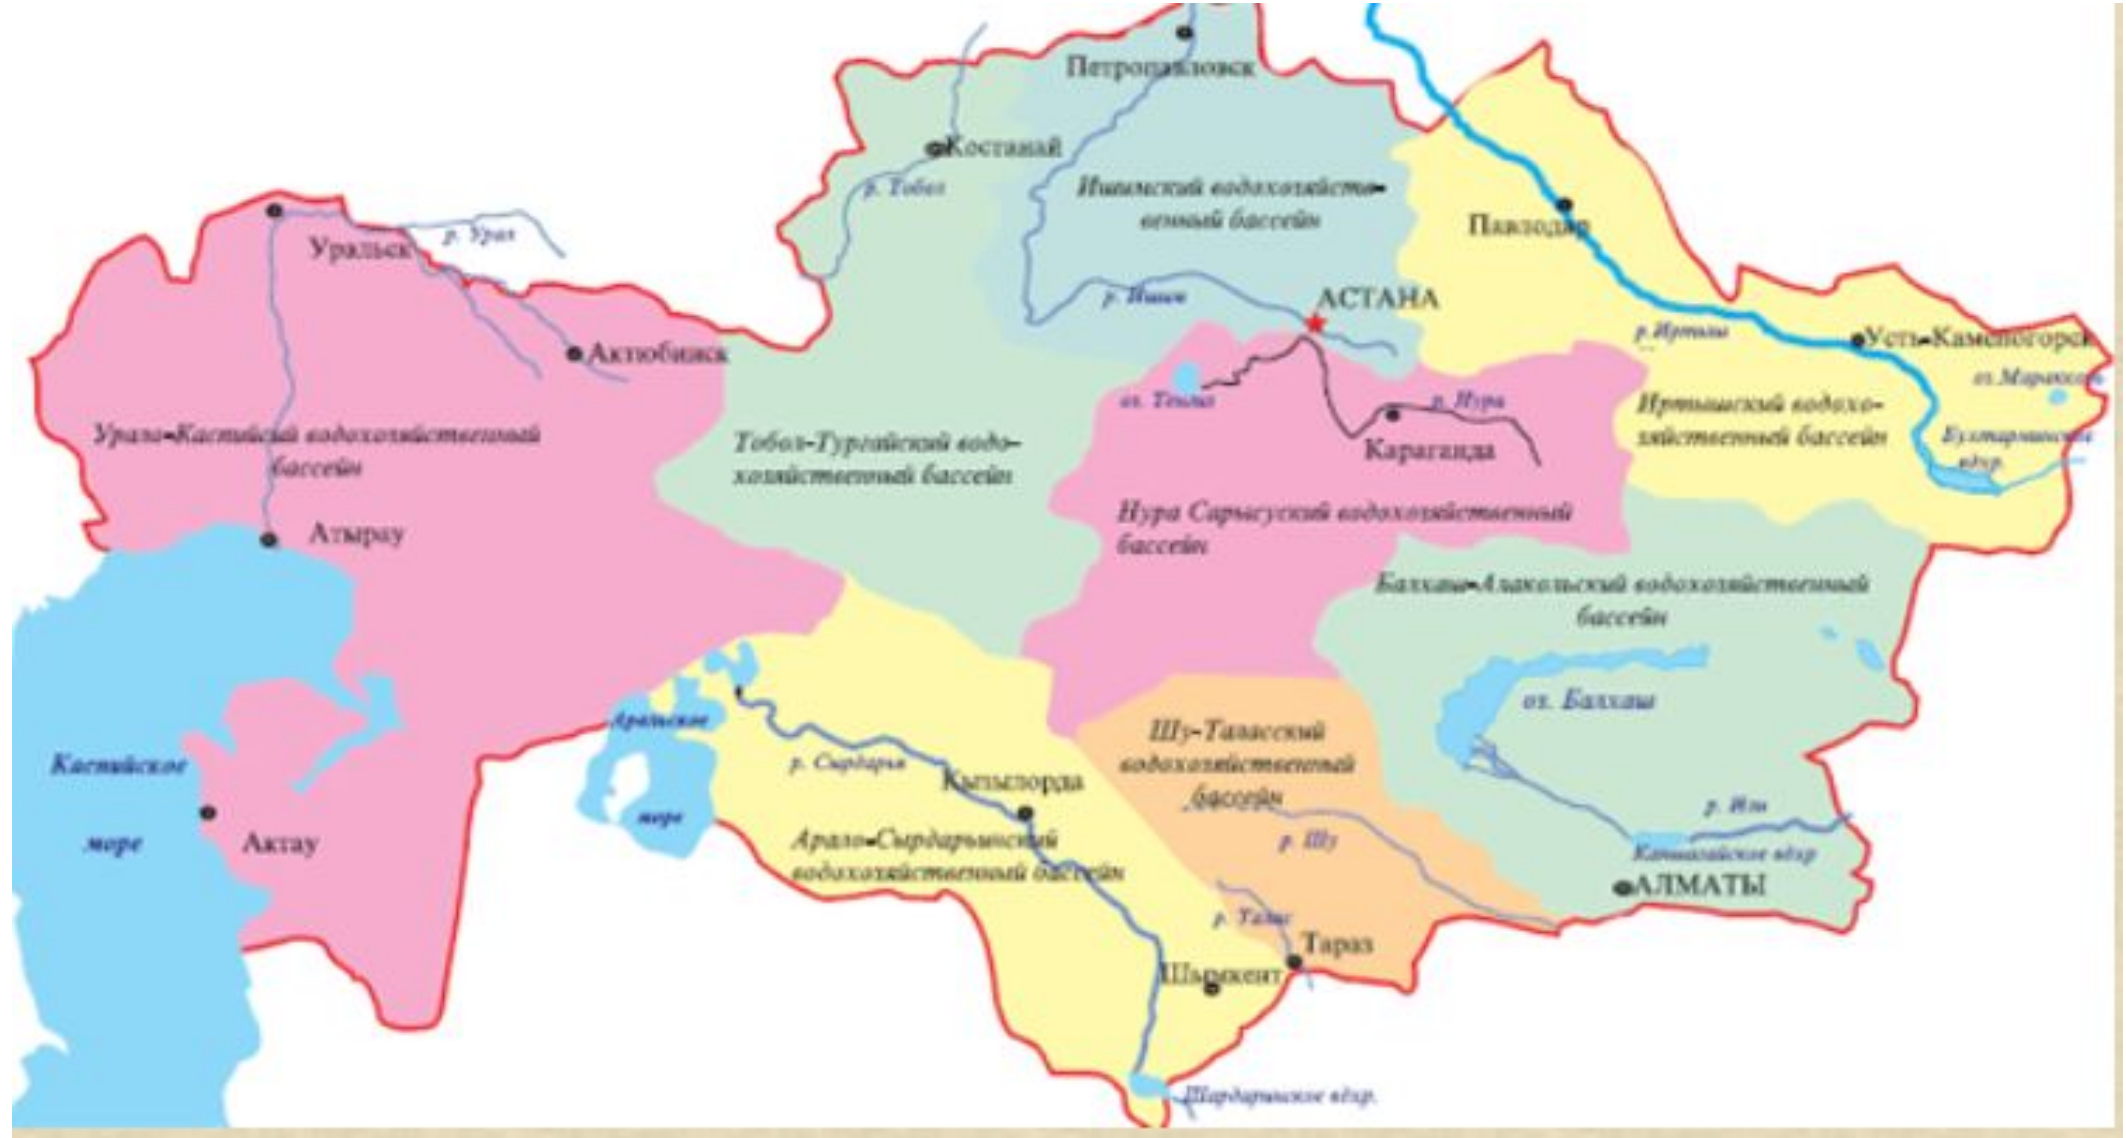 Петропавловск
Костанай
р. Тобол
Ишимский водохозяйств-
венный бассейн
Павлодар
Уральск
р. Урал
р. Ишим
АСТАНА
р. Иртыш
Усть-Каменогорск
Актюбинск
оз. Тенгиз
р. Нура
Караганда
Иртышский водохо-
зяйственный бассейн
Бухтарминское
вдхр.
Урало-Каспийский водохозяйственный
бассейн
Тобол-Тургайский водо-
хозяйственный бассейн
Нура Сарысуский водохозяйственный
бассейн
Атырау
Балхаш-Алакольский водохозяйственный
бассейн
оз. Балхаш
Аральское
море
Каспийское
море
Актау
р. Сырдарья
Кызылорда
Арало-Сырдарьинский
водохозяйственный бассейн
Шу-Таласский
водохозяйственный
бассейн
р. Шу
р. Или
Капшагайское вдхр
АЛМАТЫ
р. Талас
Тараз
Шымкент
Шардаринское вдхр.